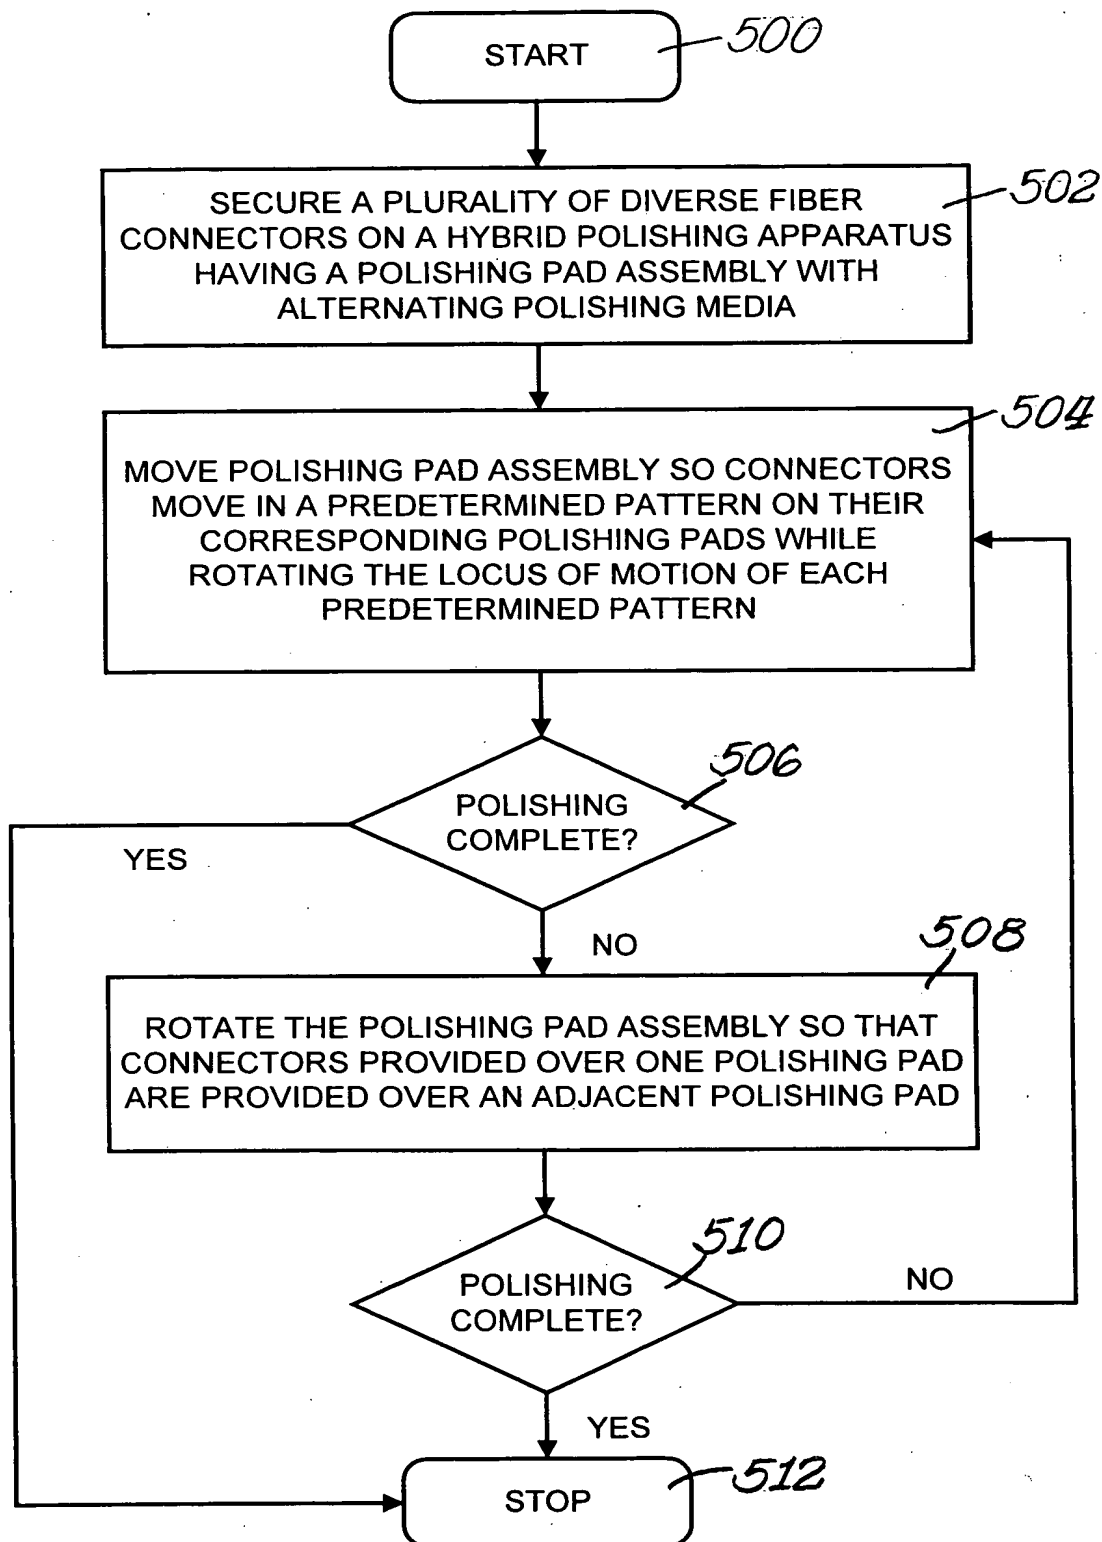 START
500
SECURE A PLURALITY OF DIVERSE FIBER
CONNECTORS ON A HYBRID POLISHING APPARATUS
HAVING A POLISHING PAD ASSEMBLY WITH
ALTERNATING POLISHING MEDIA
502
MOVE POLISHING PAD ASSEMBLY SO CONNECTORS
MOVE IN A PREDETERMINED PATTERN ON THEIR
CORRESPONDING POLISHING PADS WHILE
ROTATING THE LOCUS OF MOTION OF EACH
PREDETERMINED PATTERN
504
POLISHING
COMPLETE?
506
YES
NO
ROTATE THE POLISHING PAD ASSEMBLY SO THAT
CONNECTORS PROVIDED OVER ONE POLISHING PAD
ARE PROVIDED OVER AN ADJACENT POLISHING PAD
508
POLISHING
COMPLETE?
510
NO
YES
STOP
512